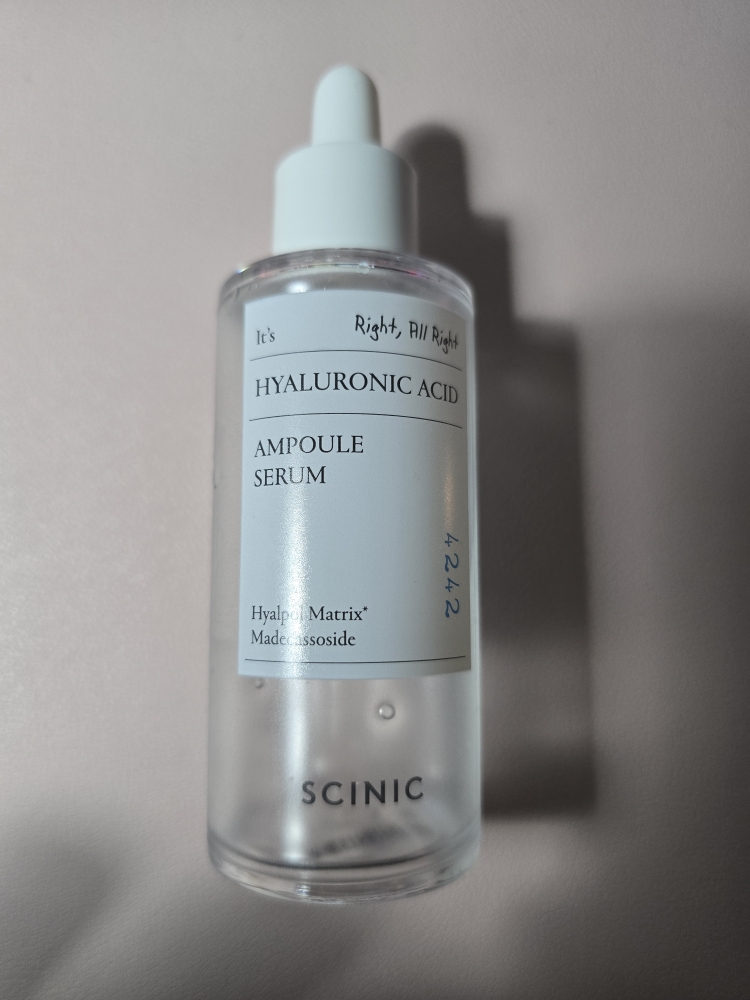 It's Right, All Right
HYALURONIC ACID
AMPOULE
SERUM
4242
Hyalpol Matrix*
Madecassoside
SCINIC